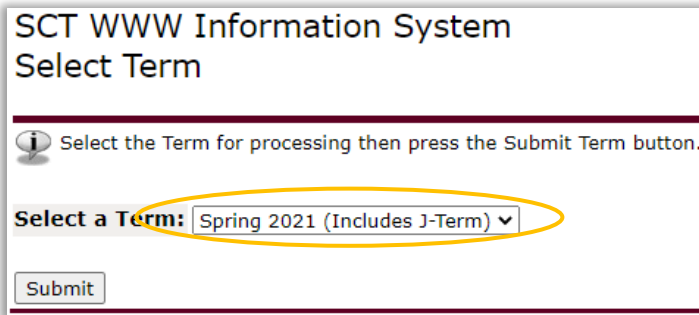 SCT WWW Information System
Select Term
Select the Term for processing then press the Submit Term button.
Select a Term: Spring 2021 (Includes J-Term)
Submit